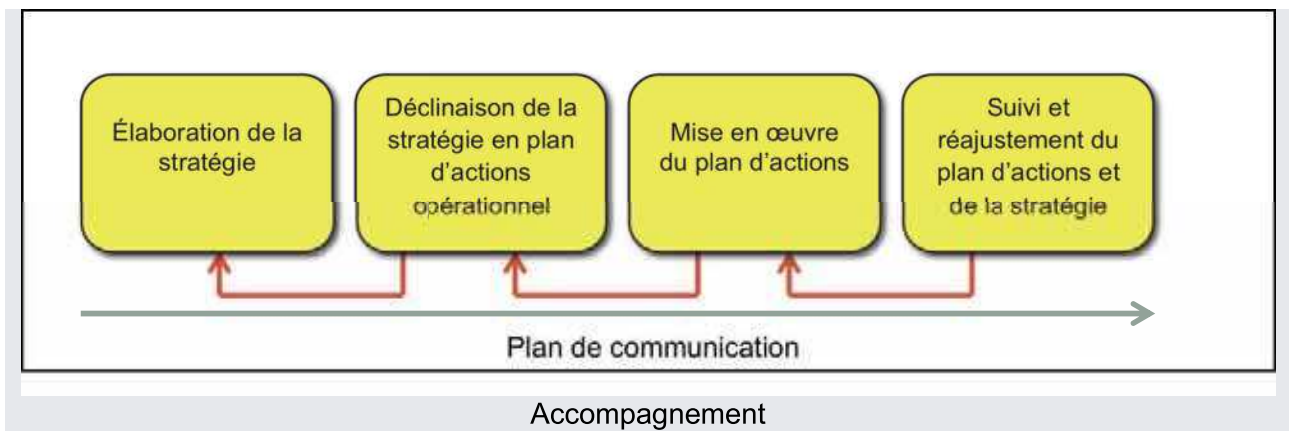 Élaboration de la
stratégie
Déclinaison de la
stratégie en plan
d'actions
opérationnel
Mise en œuvre
du plan d'actions
Suivi et
réajustement du
plan d'actions et
de la stratégie
Plan de communication
Accompagnement